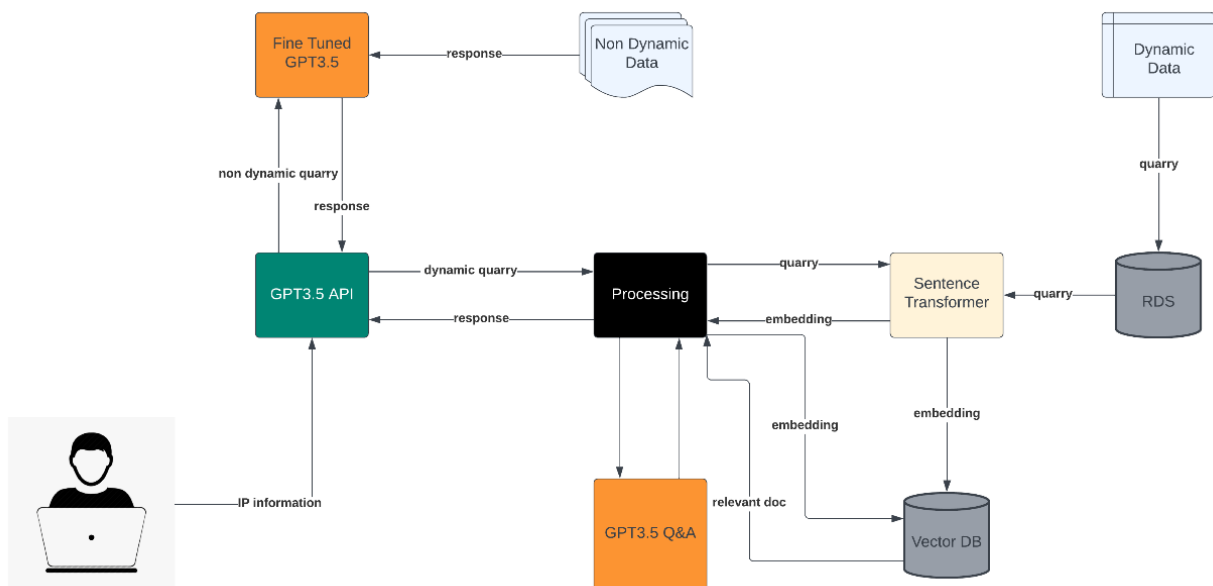 Fine Tuned
GPT3.5
response
Non Dynamic
Data
Dynamic
Data
non dynamic quarry
response
quarry
GPT3.5 API
dynamic quarry
response
Processing
quarry
embedding
Sentence
Transformer
quarry
RDS
embedding
embedding
IP information
GPT3.5 Q&A
relevant doc
Vector DB